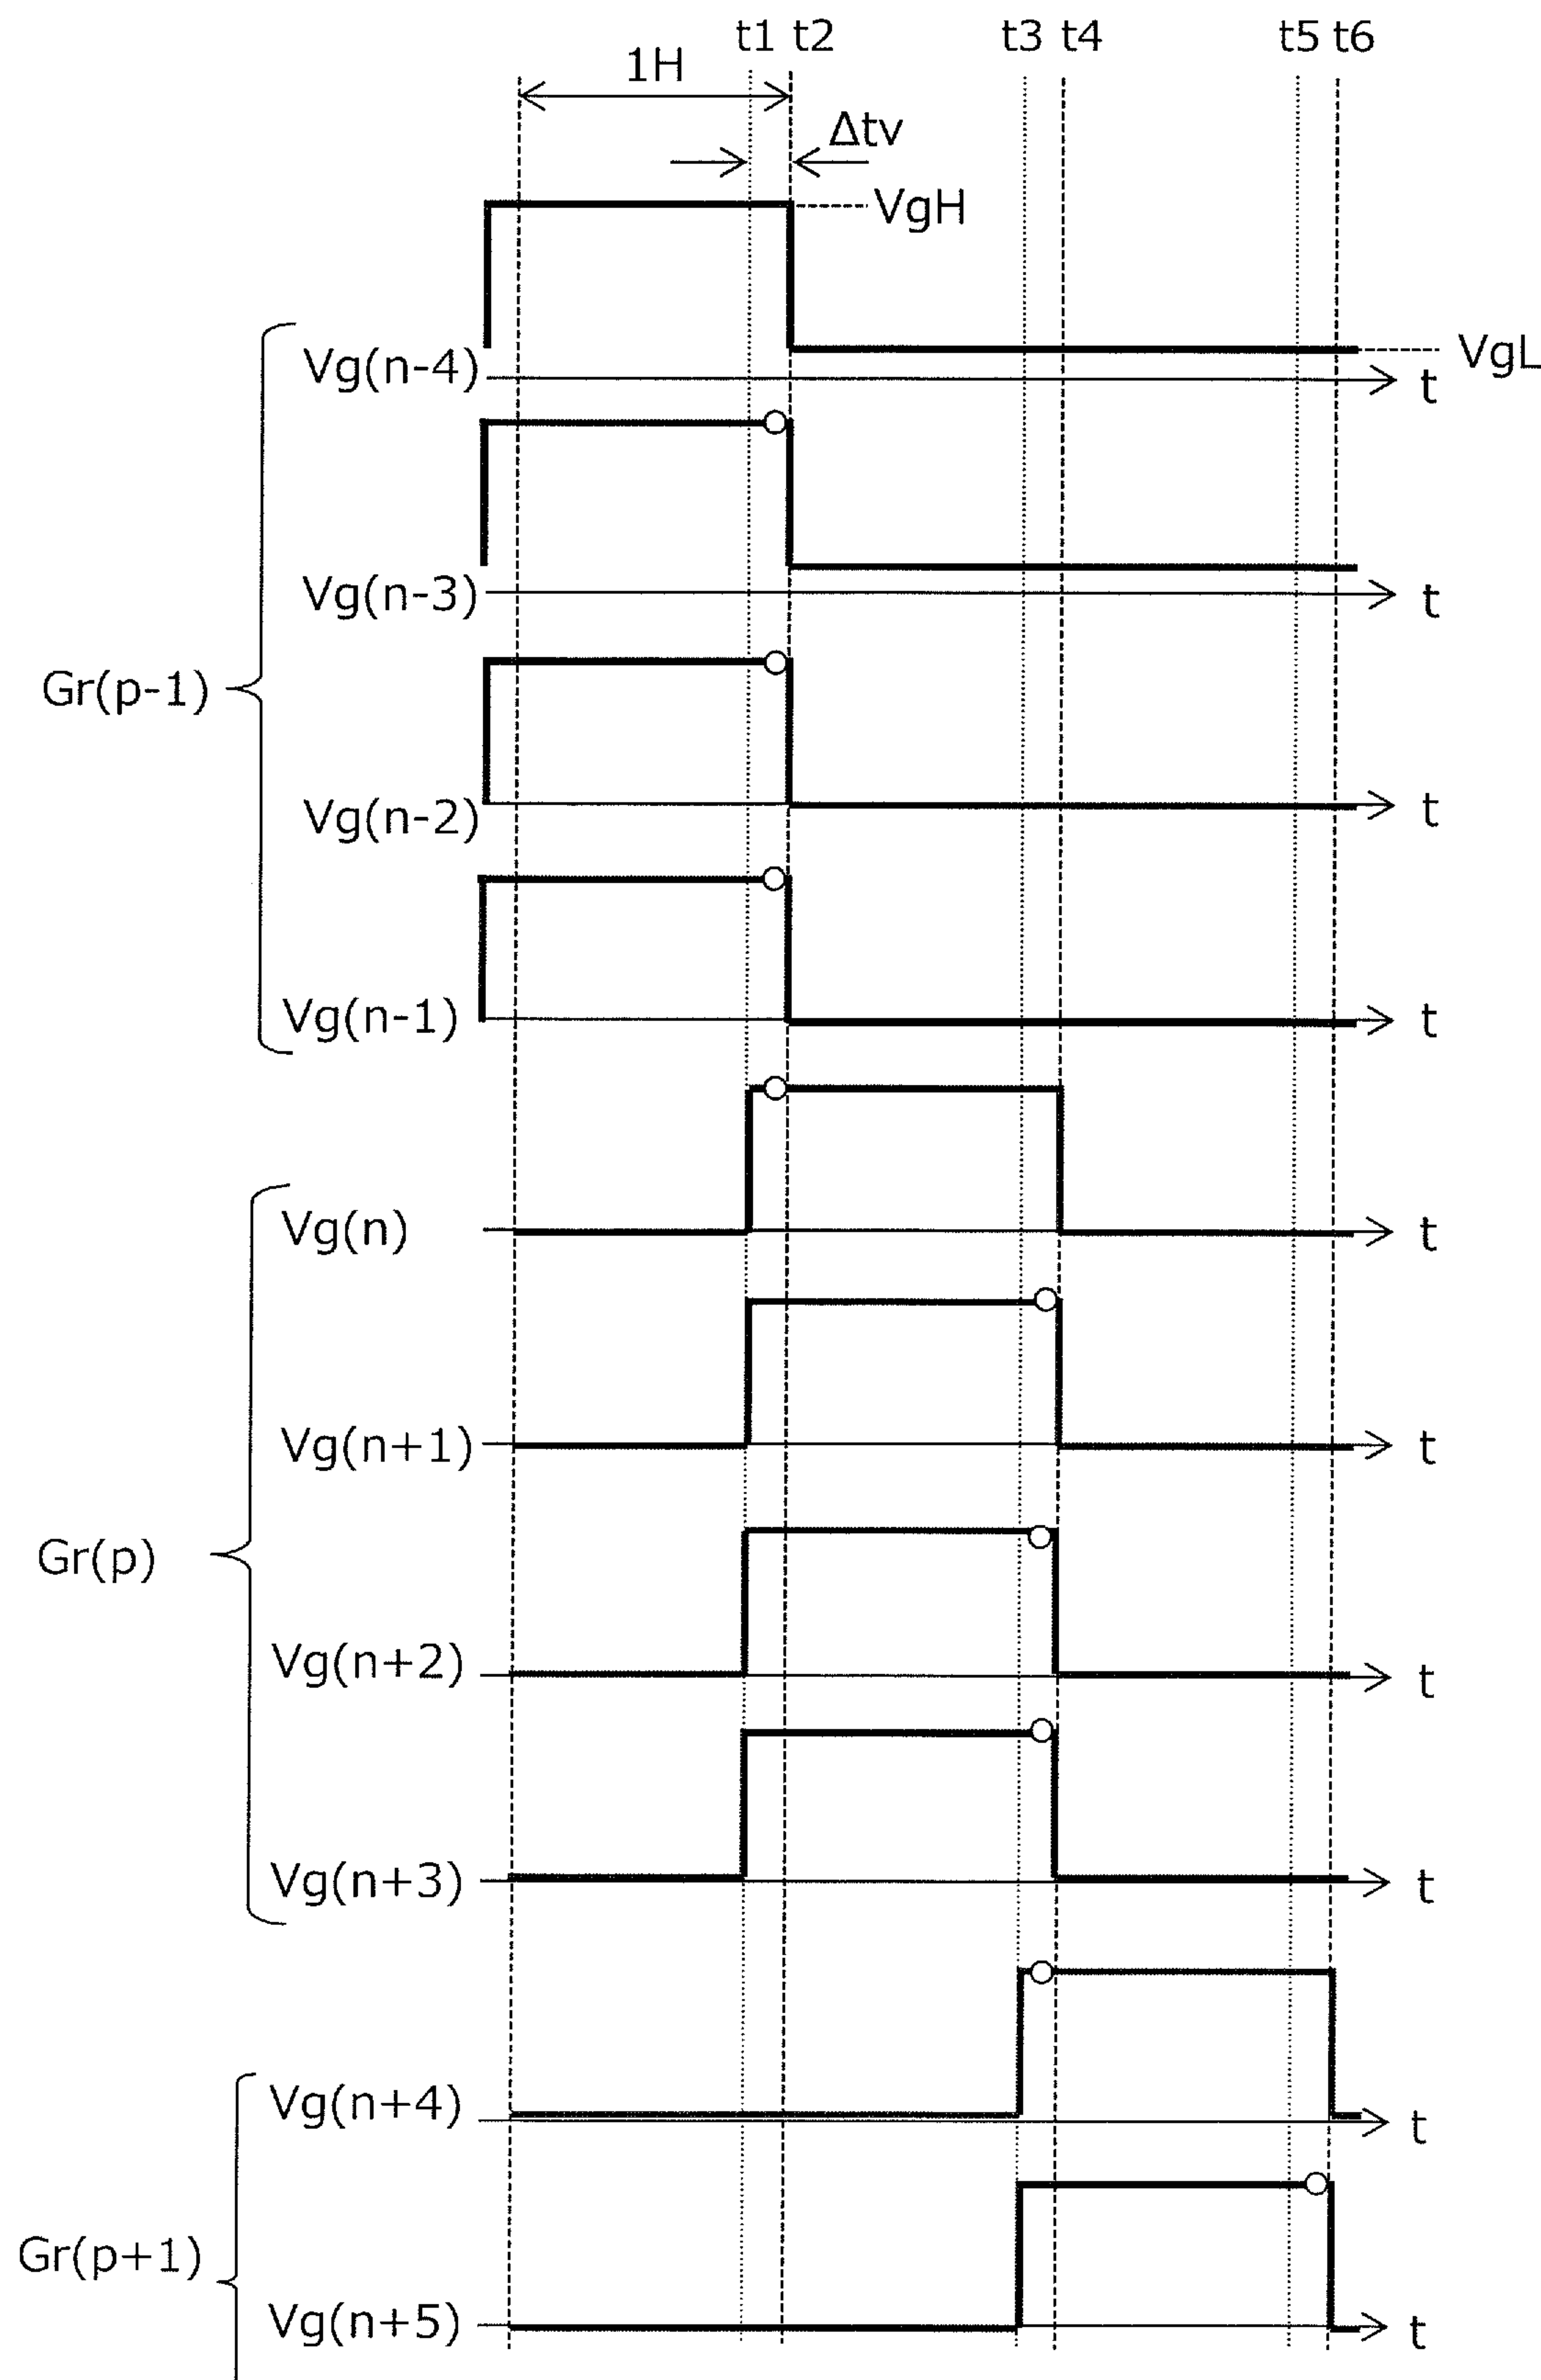 t1 t2 t3 t4 t5 t6
1H
Δtv
VgH
VgL
Vg(n-4)
t
Vg(n-3)
t
Gr(p-1)
Vg(n-2)
t
Vg(n-1)
t
Vg(n)
t
Vg(n+1)
t
Gr(p)
Vg(n+2)
t
Vg(n+3)
t
Vg(n+4)
t
Gr(p+1)
Vg(n+5)
t